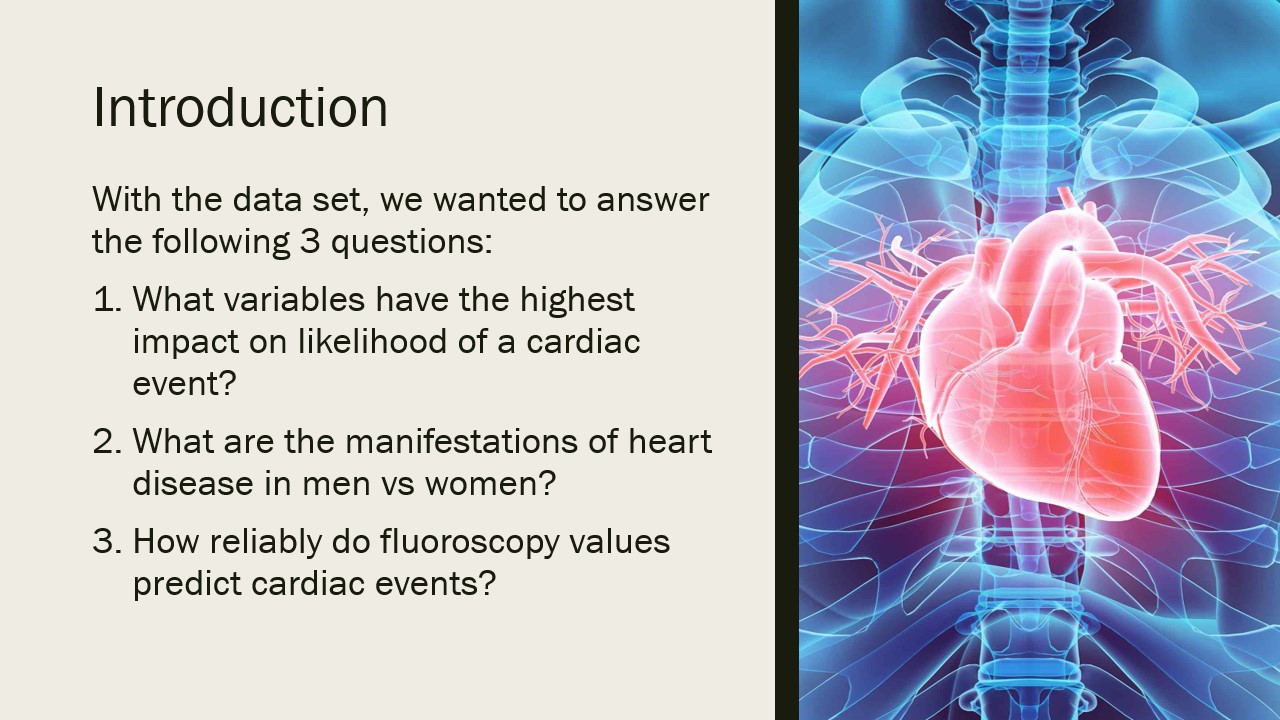 Introduction
With the data set, we wanted to answer
the following 3 questions:
1. What variables have the highest
impact on likelihood of a cardiac
event?
2. What are the manifestations of heart
disease in men vs women?
3. How reliably do fluoroscopy values
predict cardiac events?